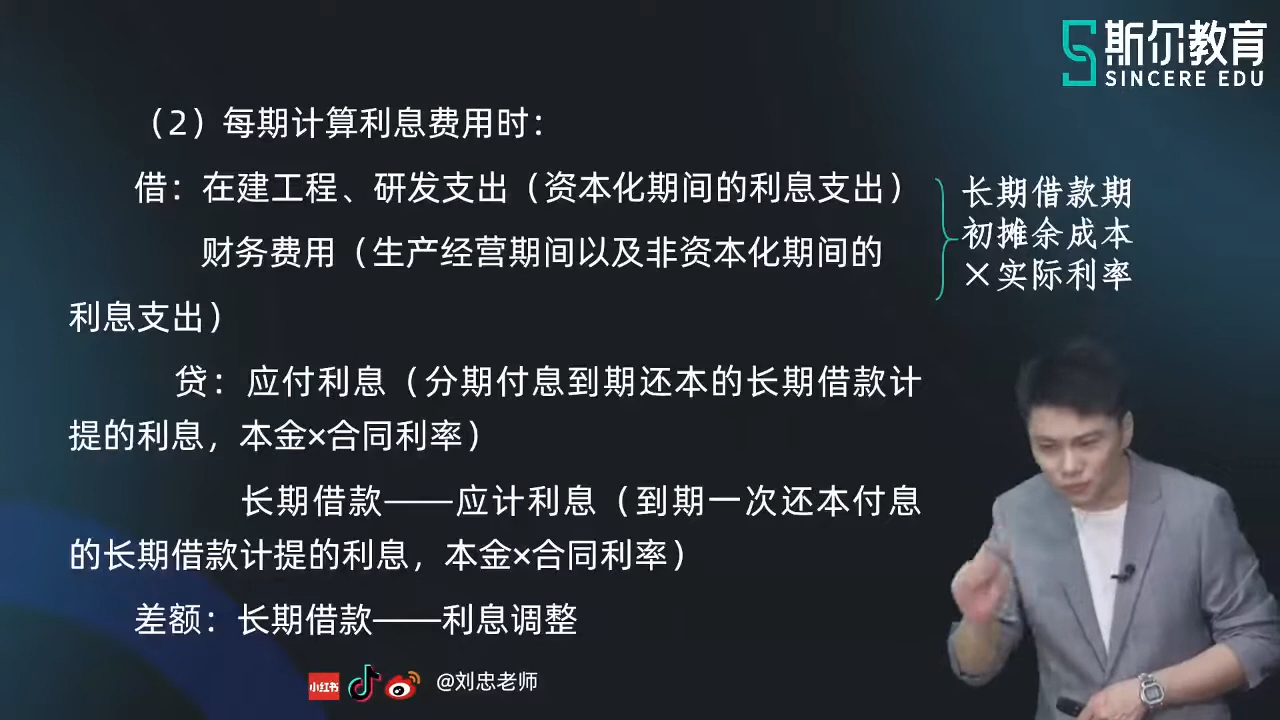 斯尔教育
SINCERE EDU
（2）每期计算利息费用时：
借：在建工程、研发支出（资本化期间的利息支出）
财务费用（生产经营期间以及非资本化期间的
利息支出）
长期借款期
初摊余成本
×实际利率
贷：应付利息（分期付息到期还本的长期借款计
提的利息，本金×合同利率）
长期借款——应计利息（到期一次还本付息
的长期借款计提的利息，本金×合同利率）
差额：长期借款——利息调整
小红书 @刘忠老师